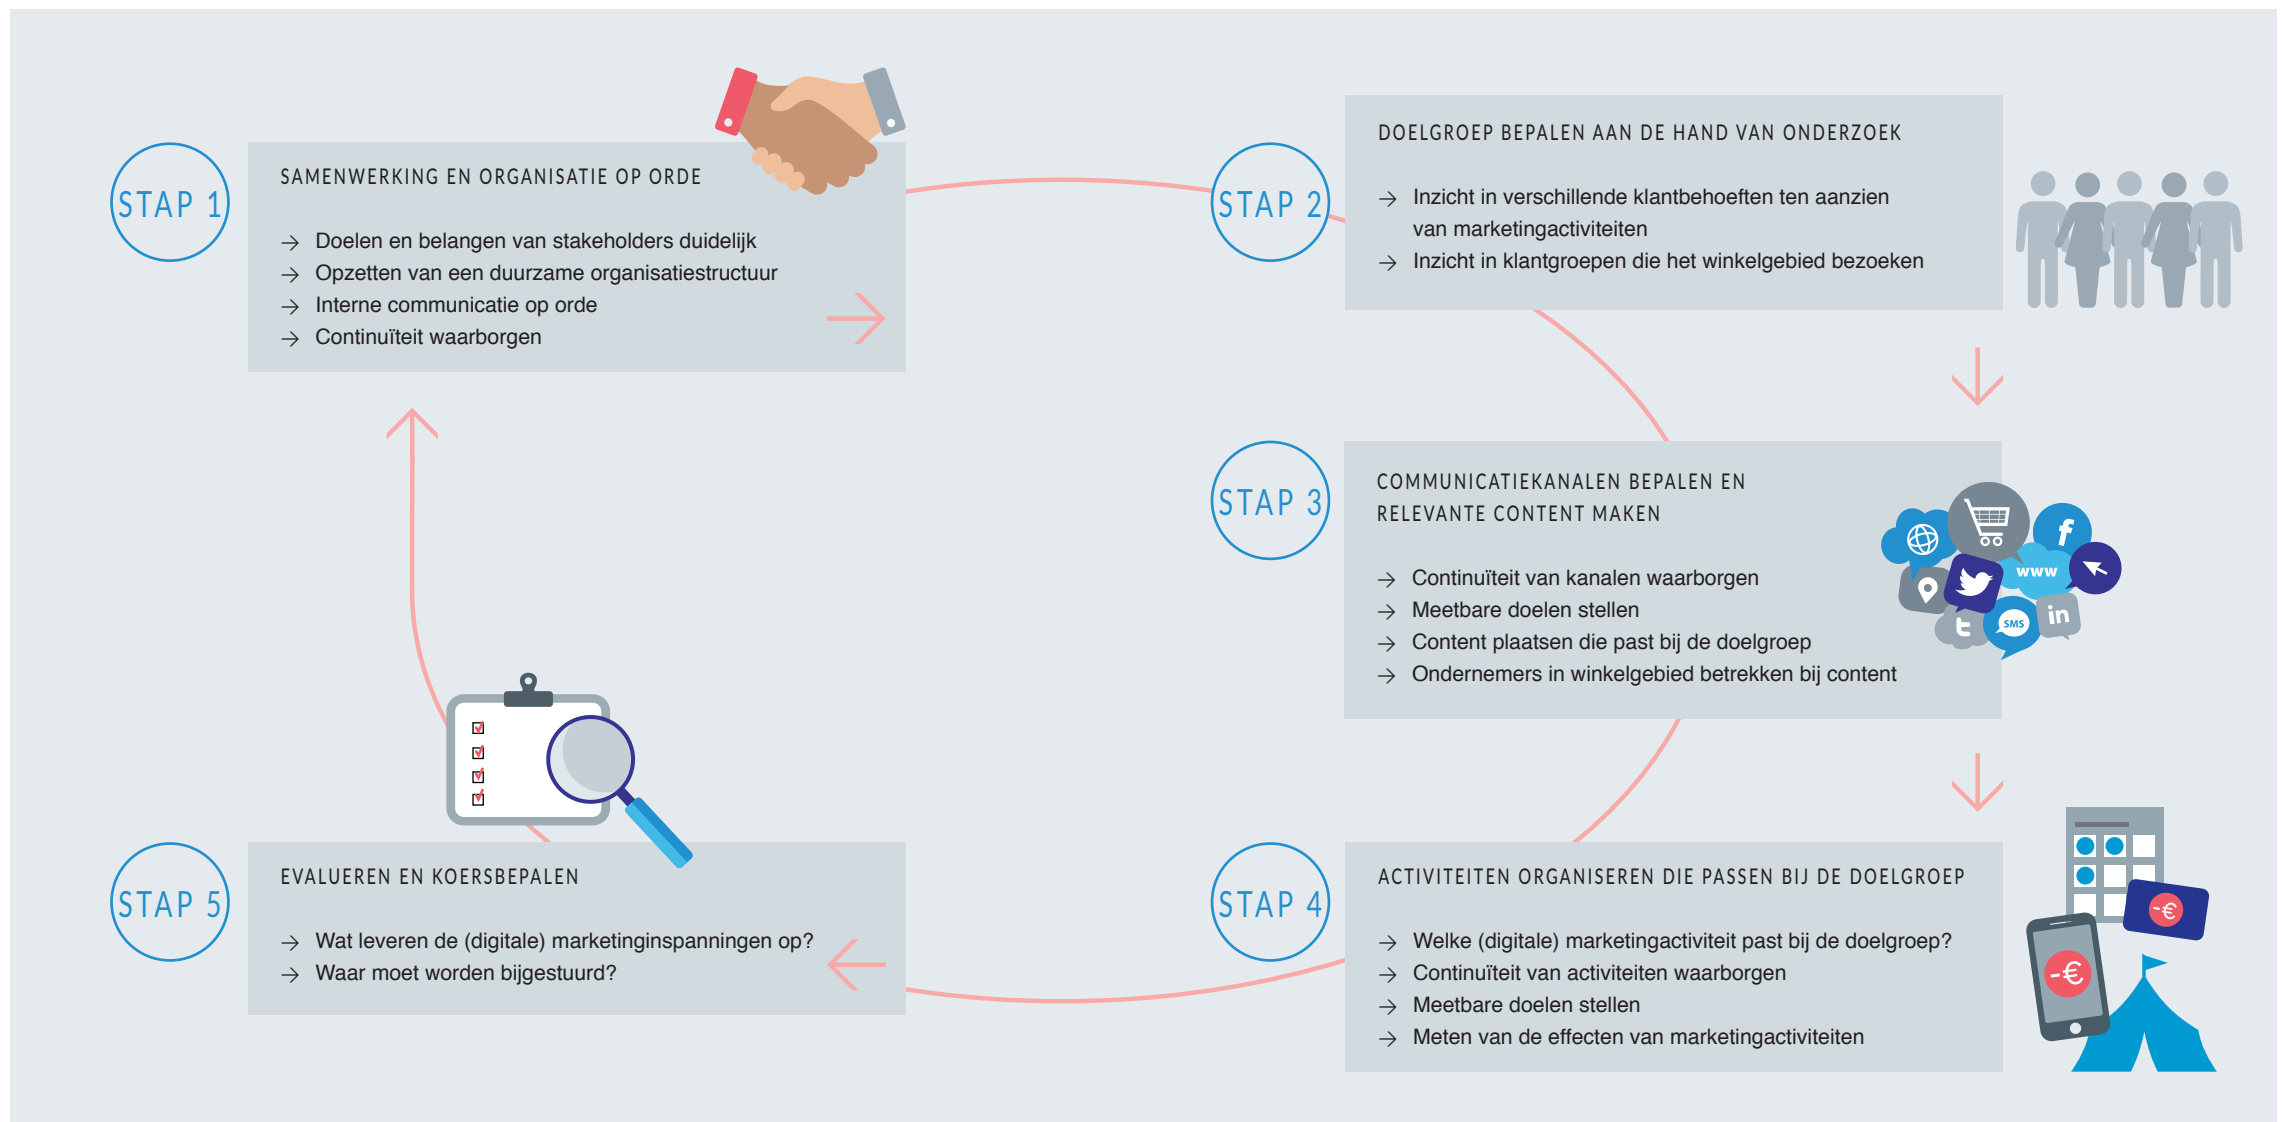 STAP 1
SAMENWERKING EN ORGANISATIE OP ORDE
→ Doelen en belangen van stakeholders duidelijk
→ Opzetten van een duurzame organisatiestructuur
→ Interne communicatie op orde
→ Continuïteit waarborgen
STAP 2
DOELGROEP BEPALEN AAN DE HAND VAN ONDERZOEK
→ Inzicht in verschillende klantbehoeften ten aanzien
van marketingactiviteiten
→ Inzicht in klantgroepen die het winkelgebied bezoeken
STAP 3
COMMUNICATIEKANALEN BEPALEN EN
RELEVANTE CONTENT MAKEN
→ Continuïteit van kanalen waarborgen
→ Meetbare doelen stellen
→ Content plaatsen die past bij de doelgroep
→ Ondernemers in winkelgebied betrekken bij content
f
www
t
SMS
in
STAP 4
ACTIVITEITEN ORGANISEREN DIE PASSEN BIJ DE DOELGROEP
→ Welke (digitale) marketingactiviteit past bij de doelgroep?
→ Continuïteit van activiteiten waarborgen
→ Meetbare doelen stellen
→ Meten van de effecten van marketingactiviteiten
-€
-€
STAP 5
EVALUEREN EN KOERSBEPALEN
→ Wat leveren de (digitale) marketinginspanningen op?
→ Waar moet worden bijgestuurd?